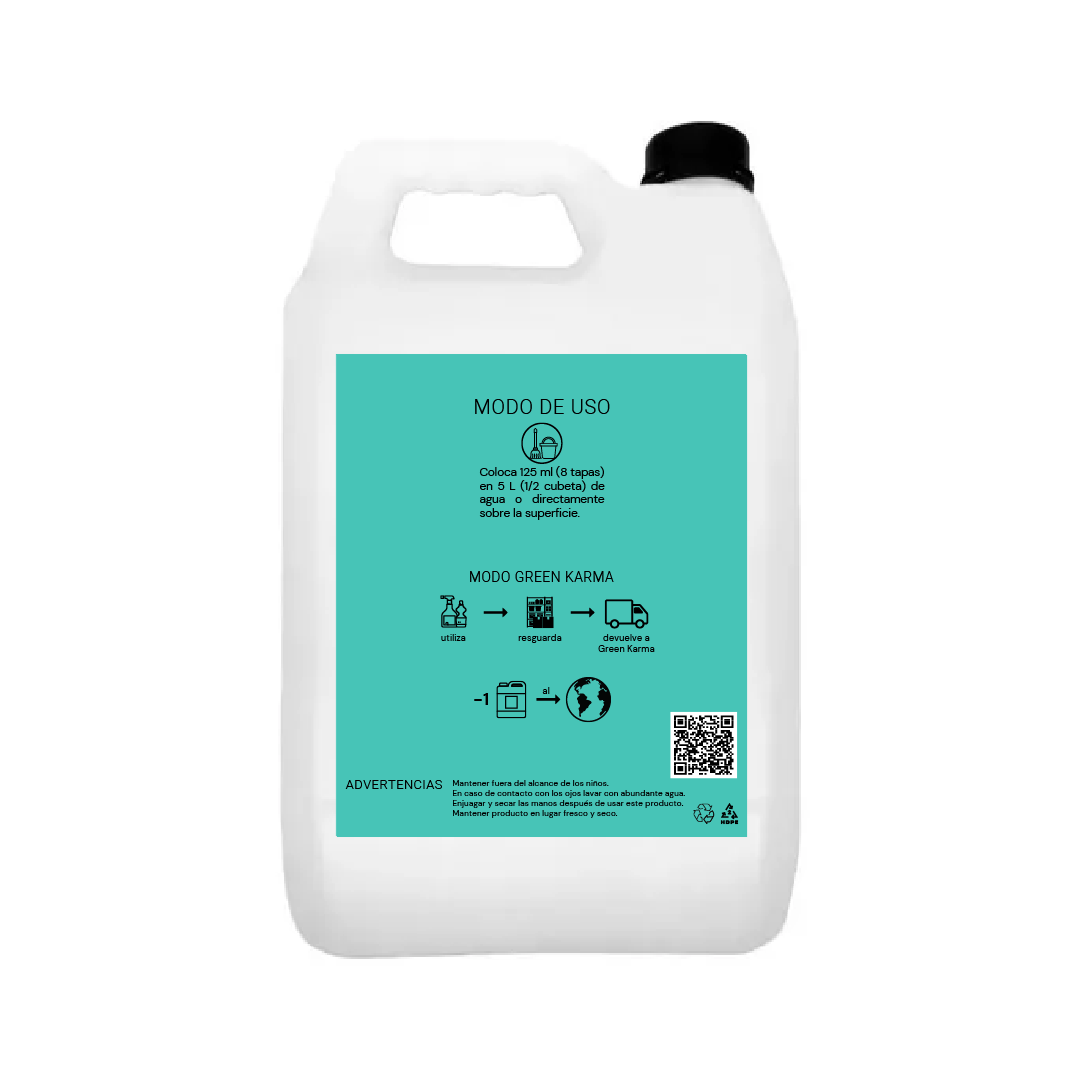 MODO DE USO
Coloca 125 ml (8 tapas)
en 5 L (1/2 cubeta) de
agua o directamente
sobre la superficie.
MODO GREEN KARMA
utiliza
resguarda
devuelve a
Green Karma
-1
al
ADVERTENCIAS
Mantener fuera del alcance de los niños.
En caso de contacto con los ojos lavar con abundante agua.
Enjuagar y secar las manos después de usar este producto.
Mantener producto en lugar fresco y seco.
2
HDPE